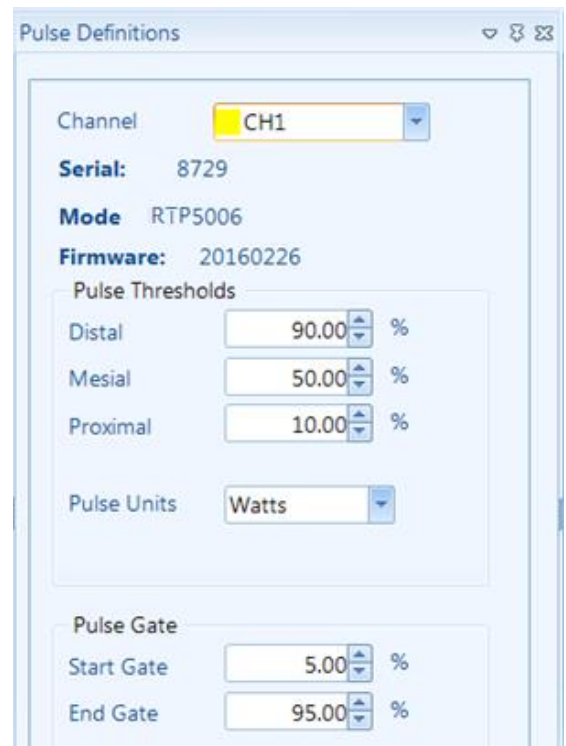 Pulse Definitions
Channel CH1
Serial: 8729
Mode RTP5006
Firmware: 20160226
Pulse Thresholds
Distal 90.00 %
Mesial 50.00 %
Proximal 10.00 %
Pulse Units Watts
Pulse Gate
Start Gate 5.00 %
End Gate 95.00 %